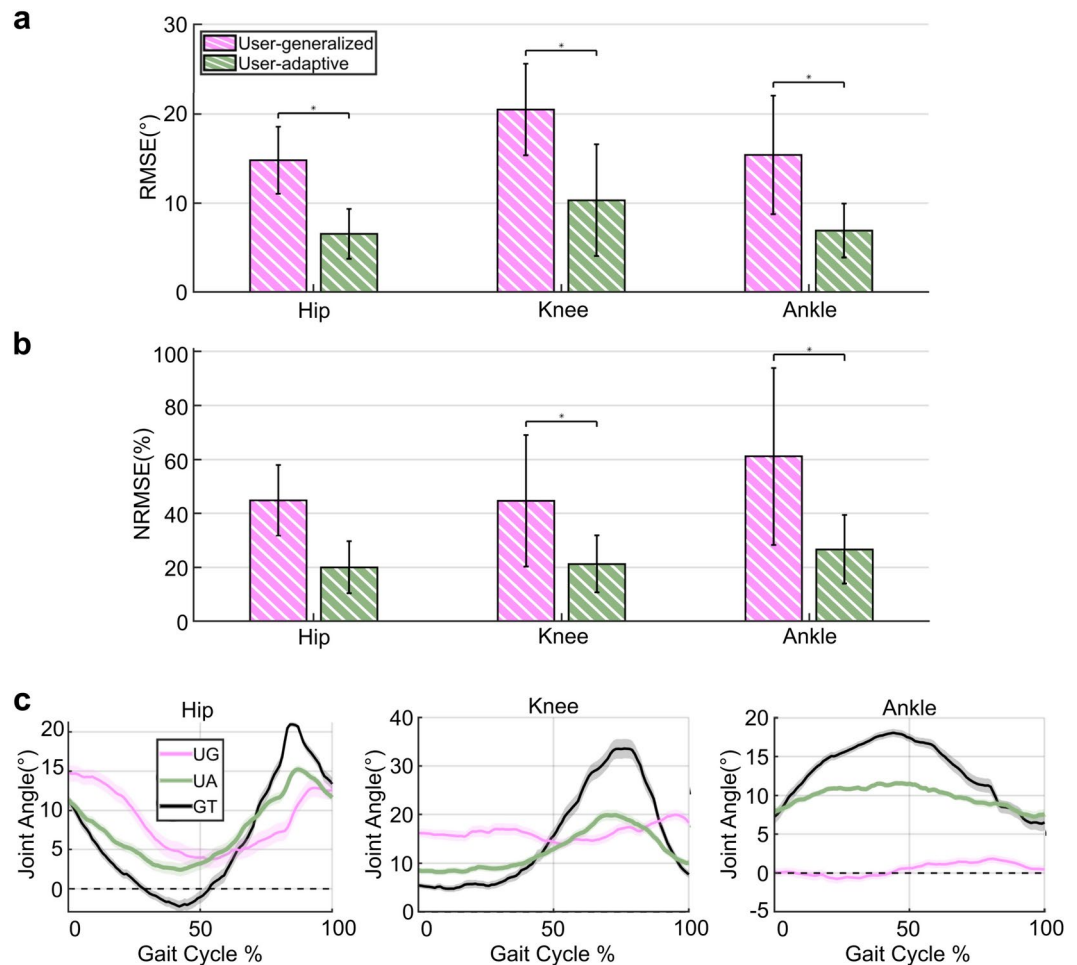 a
30
20
10
0
RMSE(°)
User-generalized
User-adaptive
*
*
*
Hip
Knee
Ankle
b
100
80
60
40
20
0
NRMSE(%)
*
*
Hip
Knee
Ankle
c
Hip
20
15
10
5
0
Joint Angle(°)
UG
UA
GT
0
50
100
Gait Cycle %
Knee
40
30
20
10
0
Joint Angle(°)
0
50
100
Gait Cycle %
Ankle
20
15
10
5
0
-5
Joint Angle(°)
0
50
100
Gait Cycle %